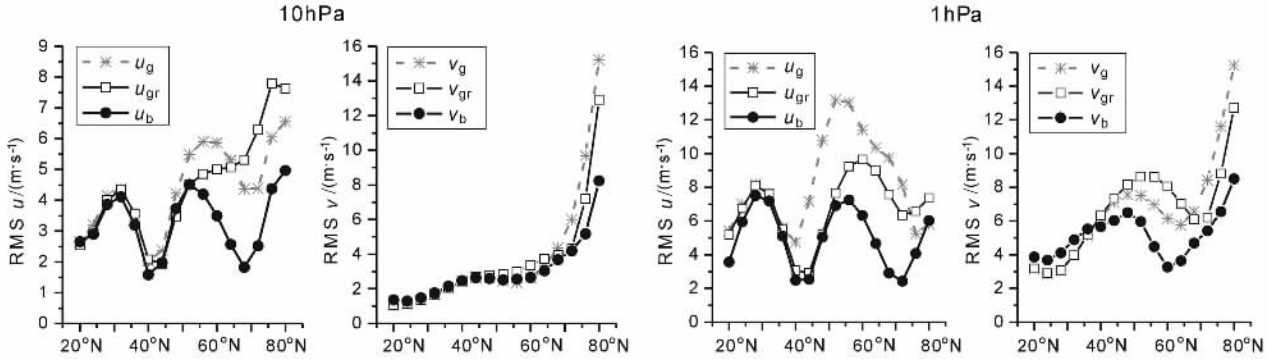 10hPa
1hPa
RMS u /(m·s⁻¹)
9
8
7
6
5
4
3
2
1
0
u_g
u_gr
u_b
20°N 40°N 60°N 80°N
RMS v /(m·s⁻¹)
16
14
12
10
8
6
4
2
0
v_g
v_gr
v_b
20°N 40°N 60°N 80°N
RMS u /(m·s⁻¹)
16
14
12
10
8
6
4
2
0
u_g
u_gr
u_b
20°N 40°N 60°N 80°N
RMS v /(m·s⁻¹)
16
14
12
10
8
6
4
2
0
v_g
v_gr
v_b
20°N 40°N 60°N 80°N